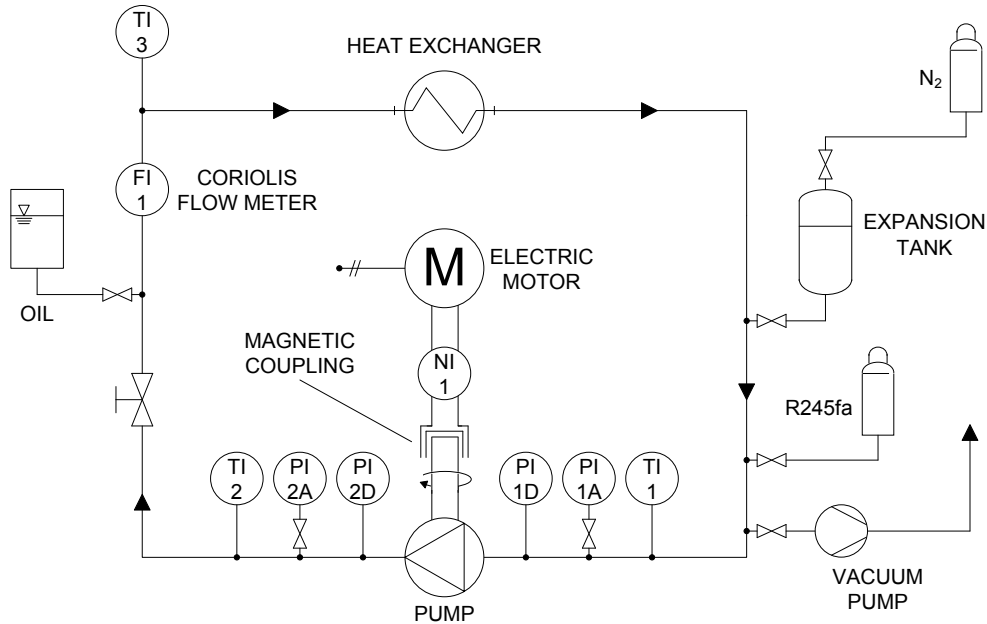 TI
3
HEAT EXCHANGER
N₂
FI
1
CORIOLIS
FLOW METER
EXPANSION
TANK
OIL
M
ELECTRIC
MOTOR
MAGNETIC
COUPLING
NI
1
R245fa
TI
2
PI
2A
PI
2D
PI
1D
PI
1A
TI
1
PUMP
VACUUM
PUMP